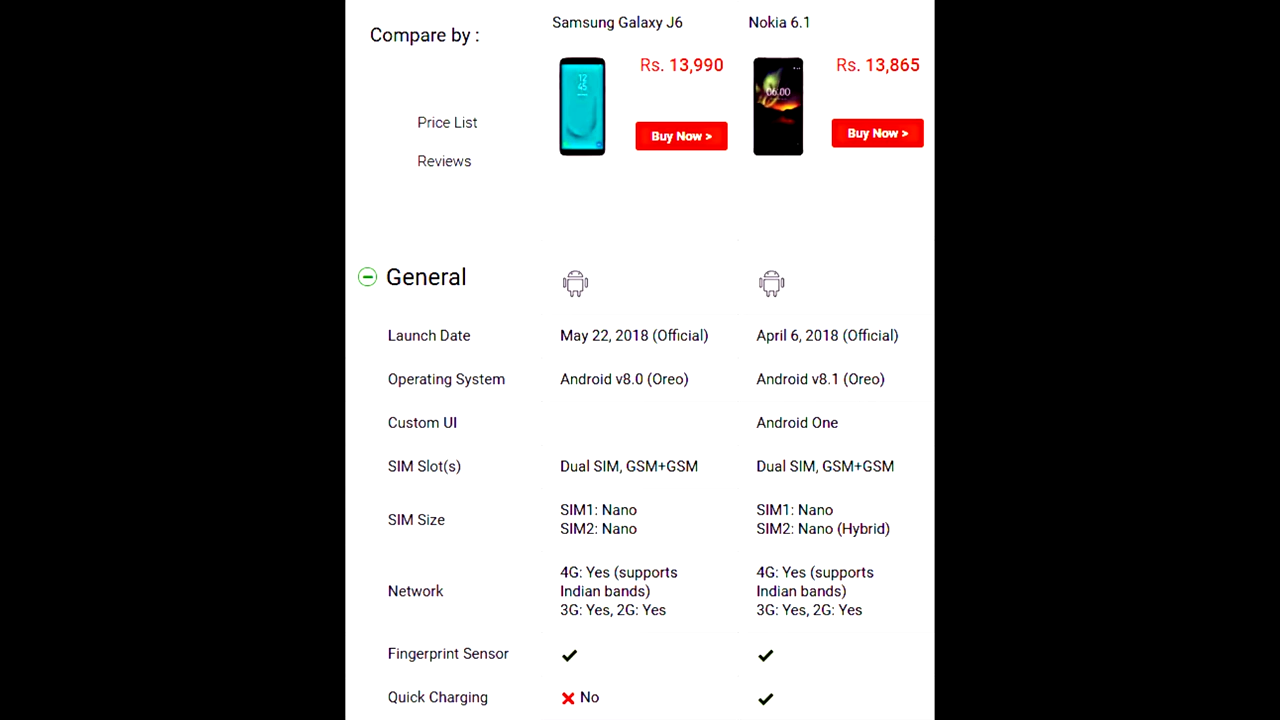 Samsung Galaxy J6 Nokia 6.1
Compare by :
Rs. 13,990 Rs. 13,865
12
45
06.00
Price List
Buy Now > Buy Now >
Reviews
General
Launch Date May 22, 2018 (Official) April 6, 2018 (Official)
Operating System Android v8.0 (Oreo) Android v8.1 (Oreo)
Custom UI Android One
SIM Slot(s) Dual SIM, GSM+GSM Dual SIM, GSM+GSM
SIM Size SIM1: Nano SIM1: Nano
SIM2: Nano SIM2: Nano (Hybrid)
4G: Yes (supports 4G: Yes (supports
Network Indian bands) Indian bands)
3G: Yes, 2G: Yes 3G: Yes, 2G: Yes
Fingerprint Sensor
Quick Charging No